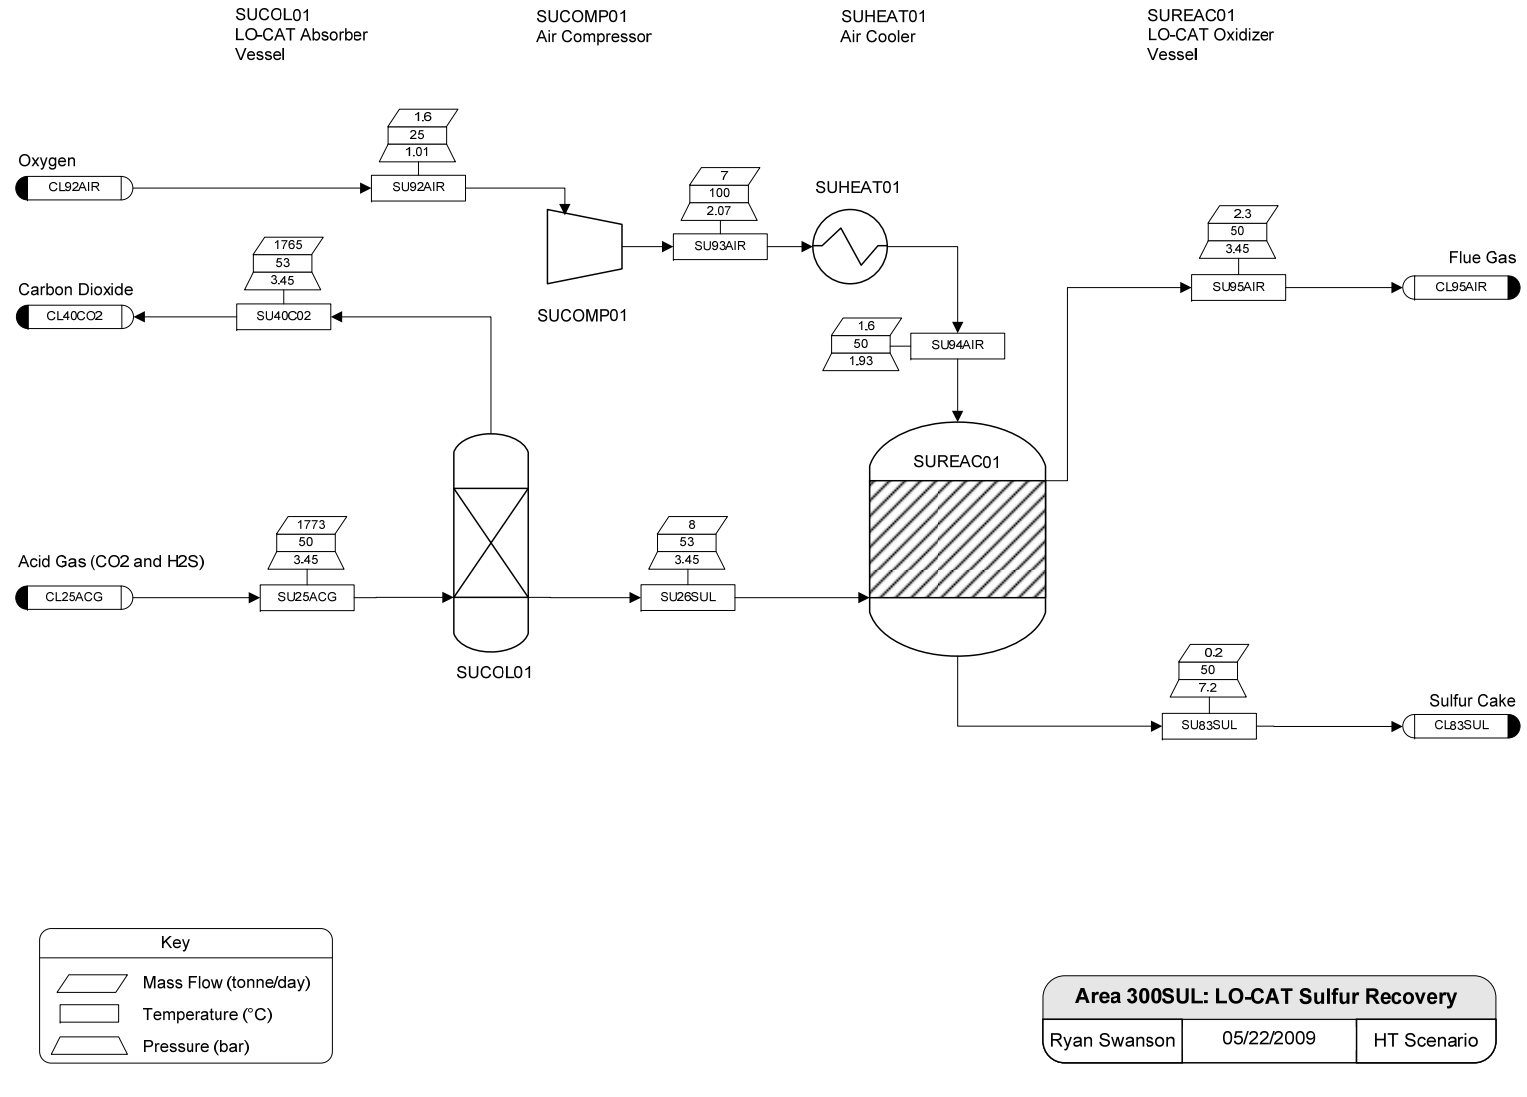 SUCOL01
LO-CAT Absorber
Vessel
SUCOMP01
Air Compressor
SUHEAT01
Air Cooler
SUREAC01
LO-CAT Oxidizer
Vessel
1.6
25
1.01
Oxygen
CL92AIR
SU92AIR
7
100
2.07
SU93AIR
SUHEAT01
SUCOMP01
1765
53
3.45
Carbon Dioxide
CL40CO2
SU40C02
2.3
50
3.45
Flue Gas
SU95AIR
CL95AIR
1.6
50
1.93
SU94AIR
SUREAC01
1773
50
3.45
Acid Gas (CO2 and H2S)
CL25ACG
SU25ACG
SUCOL01
8
53
3.45
SU26SUL
0.2
50
7.2
Sulfur Cake
SU83SUL
CL83SUL
Key
Mass Flow (tonne/day)
Temperature (°C)
Pressure (bar)
Area 300SUL: LO-CAT Sulfur Recovery
Ryan Swanson
05/22/2009
HT Scenario